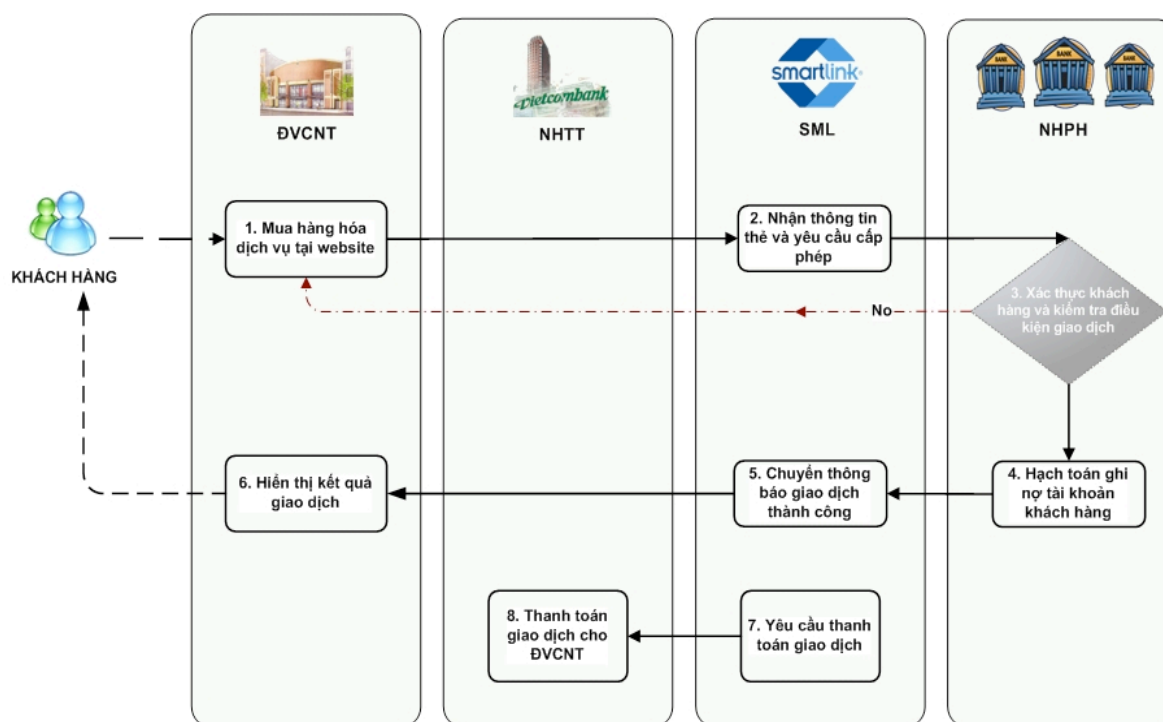 vietcombank
smartlink®
BANK
BANK
BANK
ĐVCNT
NHTT
SML
NHPH
KHÁCH HÀNG
1. Mua hàng hóa
dịch vụ tại website
2. Nhận thông tin
thẻ và yêu cầu cấp
phép
3. Xác thực khách
hàng và kiểm tra điều
kiện giao dịch
No
6. Hiển thị kết quả
giao dịch
5. Chuyển thông
báo giao dịch
thành công
4. Hạch toán ghi
nợ tài khoản
khách hàng
8. Thanh toán
giao dịch cho
ĐVCNT
7. Yêu cầu thanh
toán giao dịch